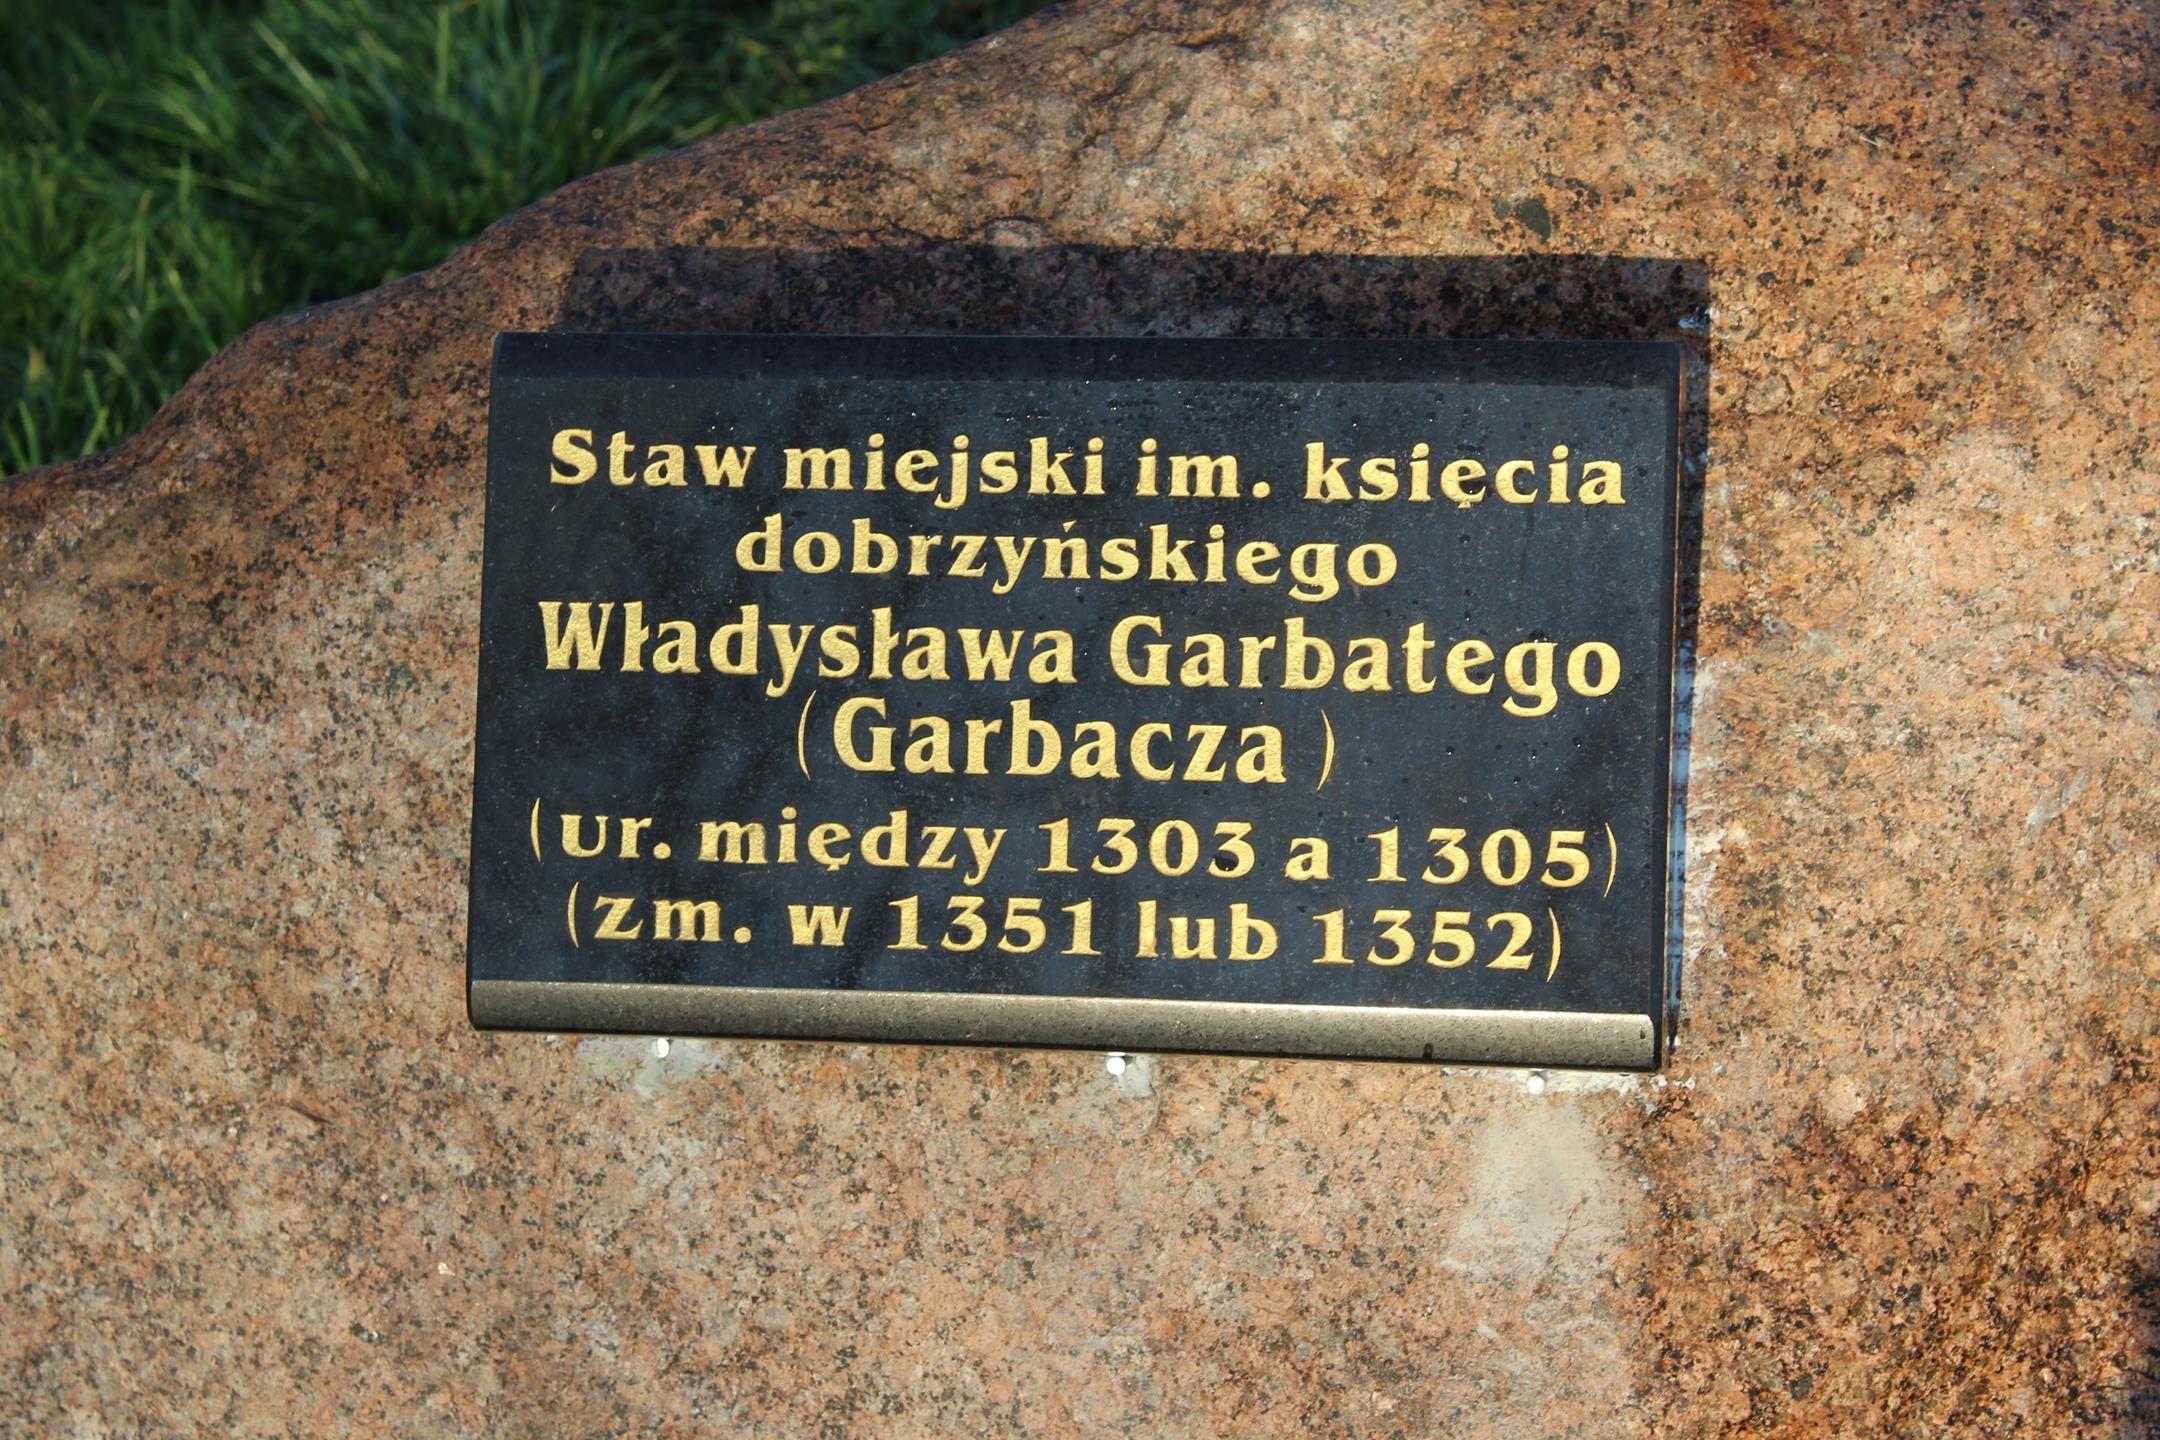 Staw miejski im. księcia
dobrzyńskiego
Władysława Garbatego
(Garbacza)
(ur. między 1303 a 1305)
(zm. w 1351 lub 1352)